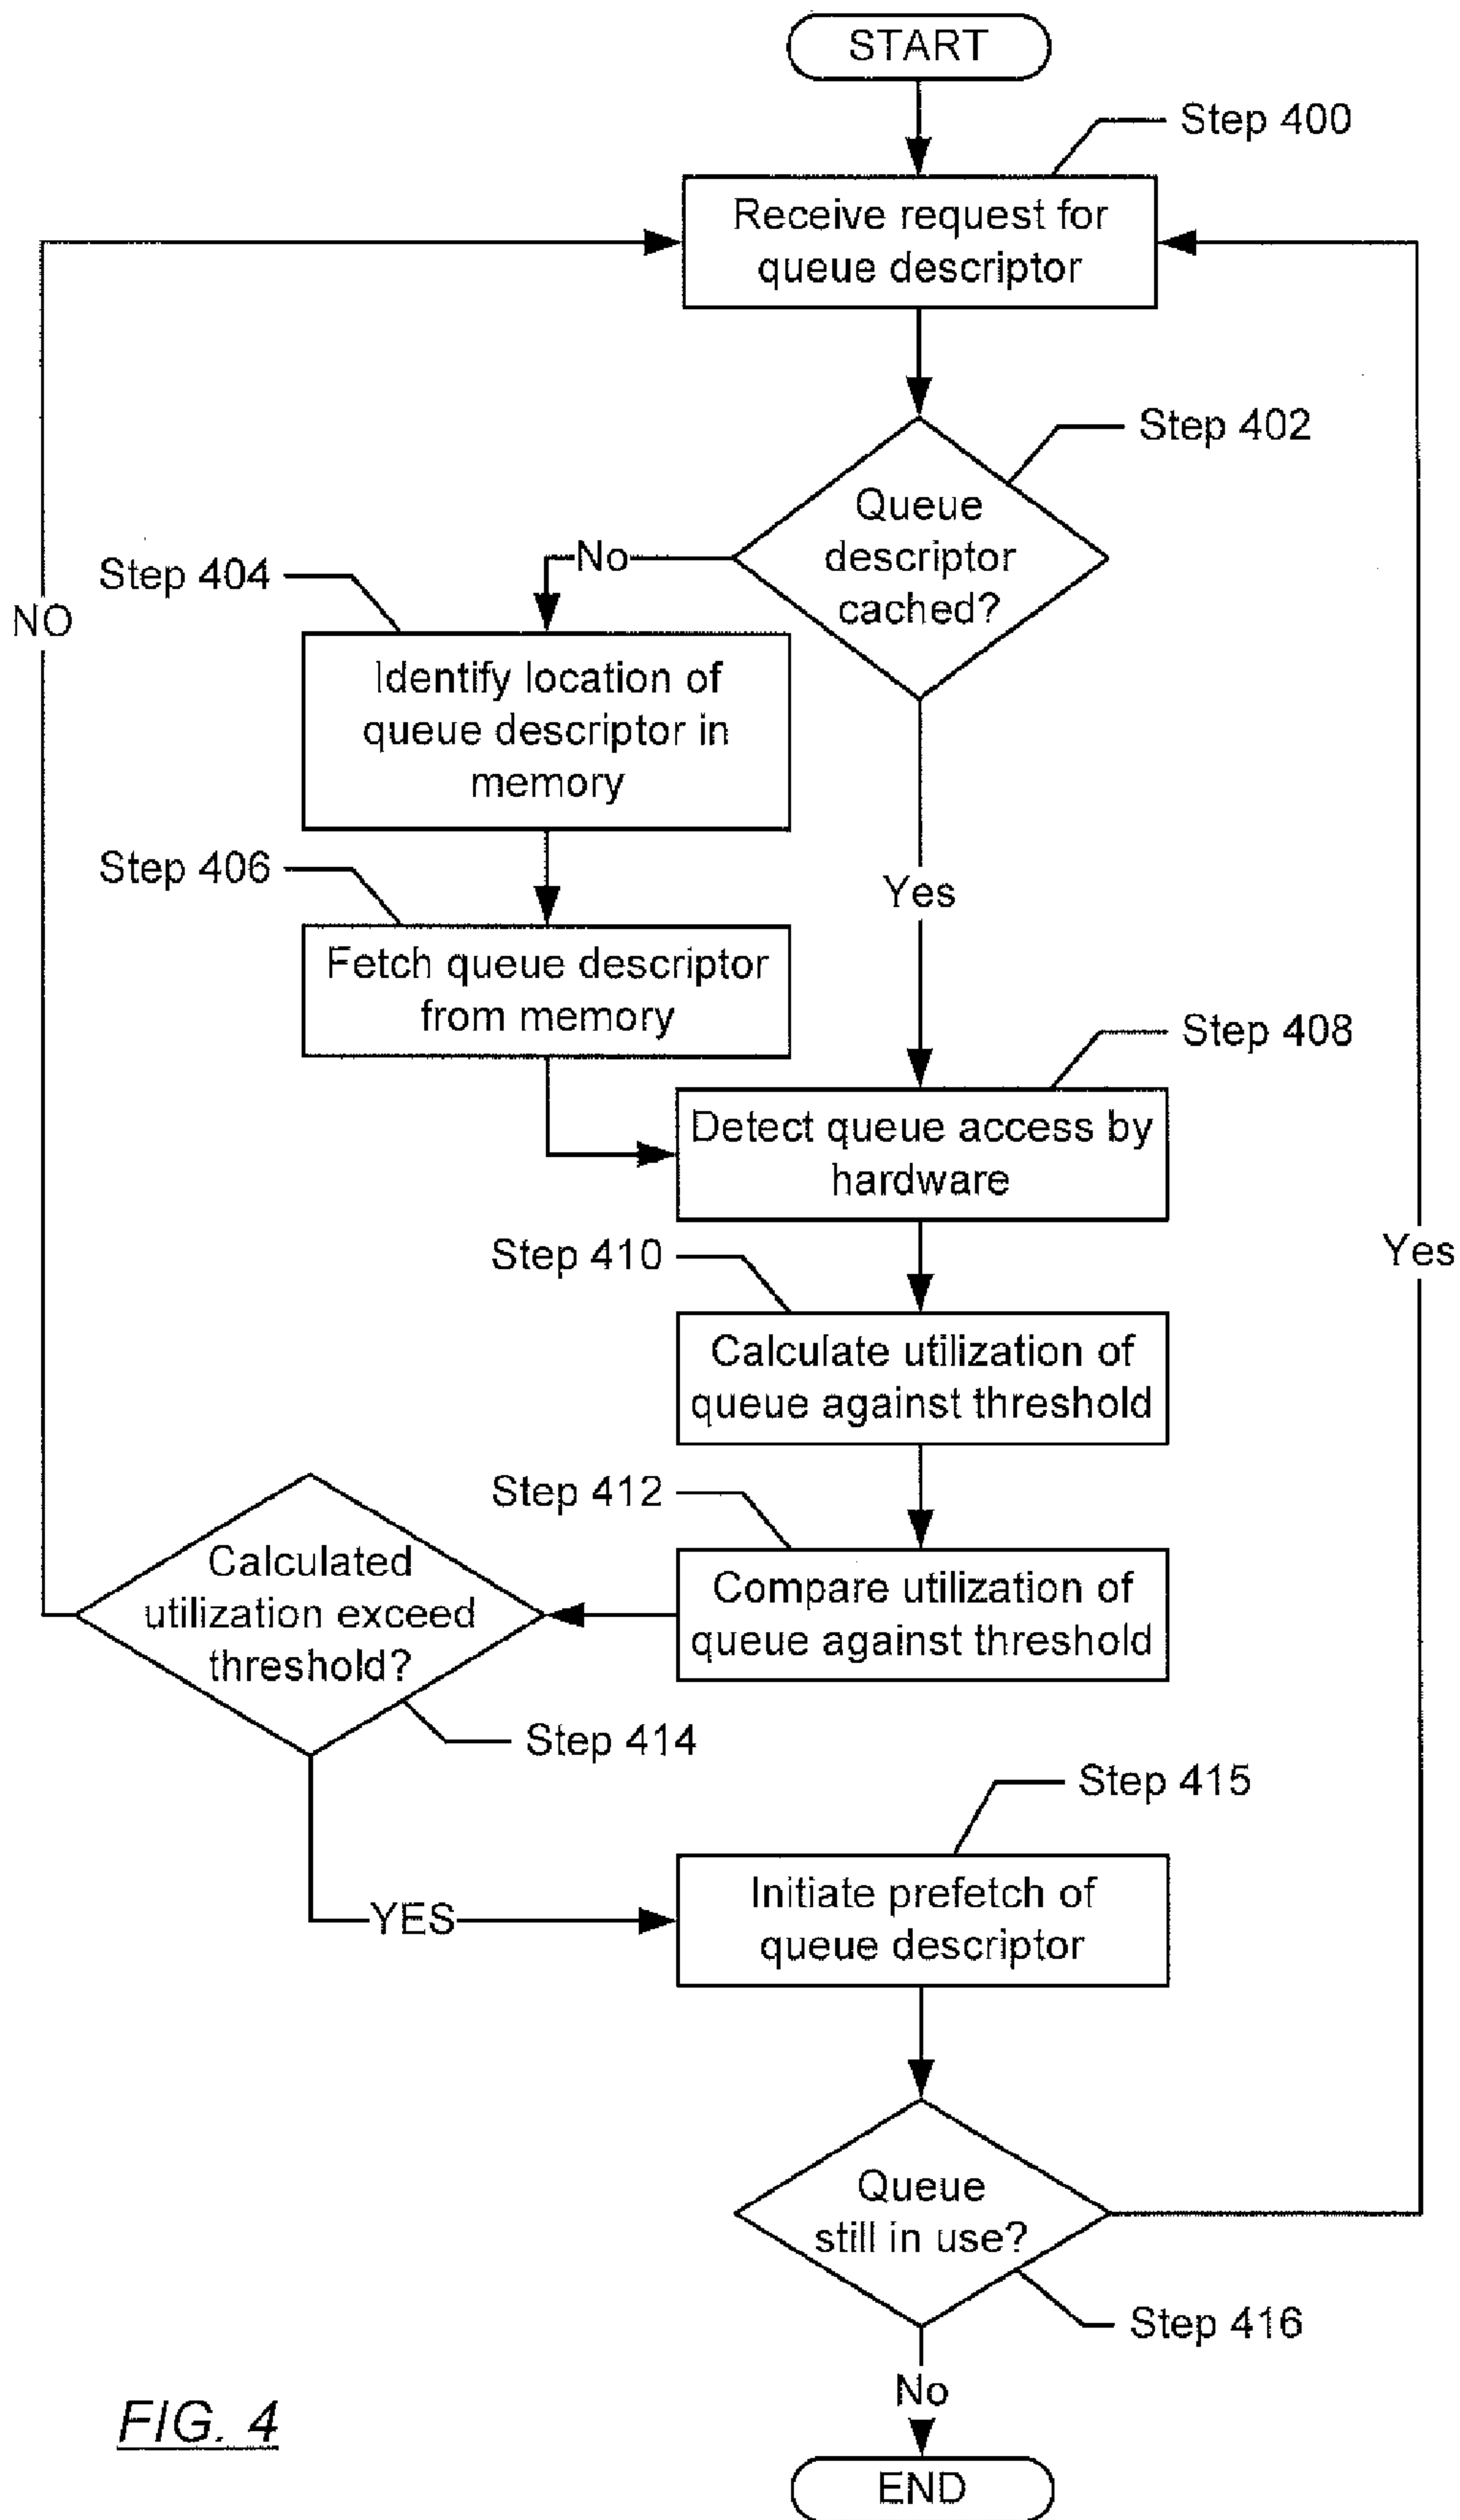 START
Step 400
Receive request for
queue descriptor
Step 402
Queue
descriptor
cached?
No
Step 404
NO
Identify location of
queue descriptor in
memory
Step 406
Yes
Fetch queue descriptor
from memory
Step 408
Detect queue access by
hardware
Step 410
Yes
Calculate utilization of
queue against threshold
Step 412
Calculated
utilization exceed
threshold?
Compare utilization of
queue against threshold
Step 414
Step 415
Initiate prefetch of
queue descriptor
YES
Queue
still in use?
Step 416
No
FIG. 4
END